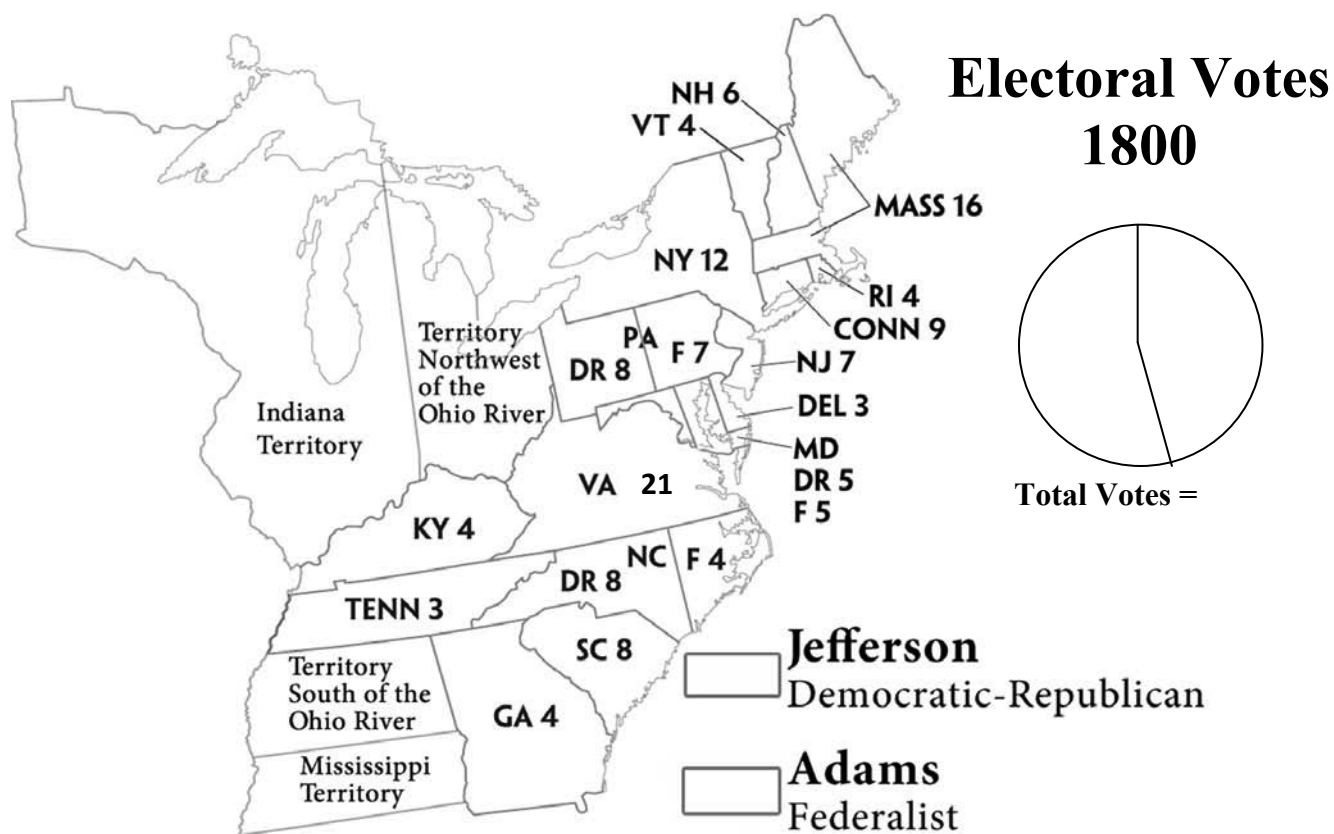 Electoral Votes
1800
NH 6
VT 4
MASS 16
NY 12
RI 4
CONN 9
PA
DR 8
F 7
NJ 7
DEL 3
MD
DR 5
F 5
Territory
Northwest
of the
Ohio River
Indiana
Territory
VA 21
KY 4
NC
DR 8
F 4
TENN 3
SC 8
GA 4
Territory
South of the
Ohio River
Mississippi
Territory
Total Votes =
Jefferson
Democratic-Republican
Adams
Federalist